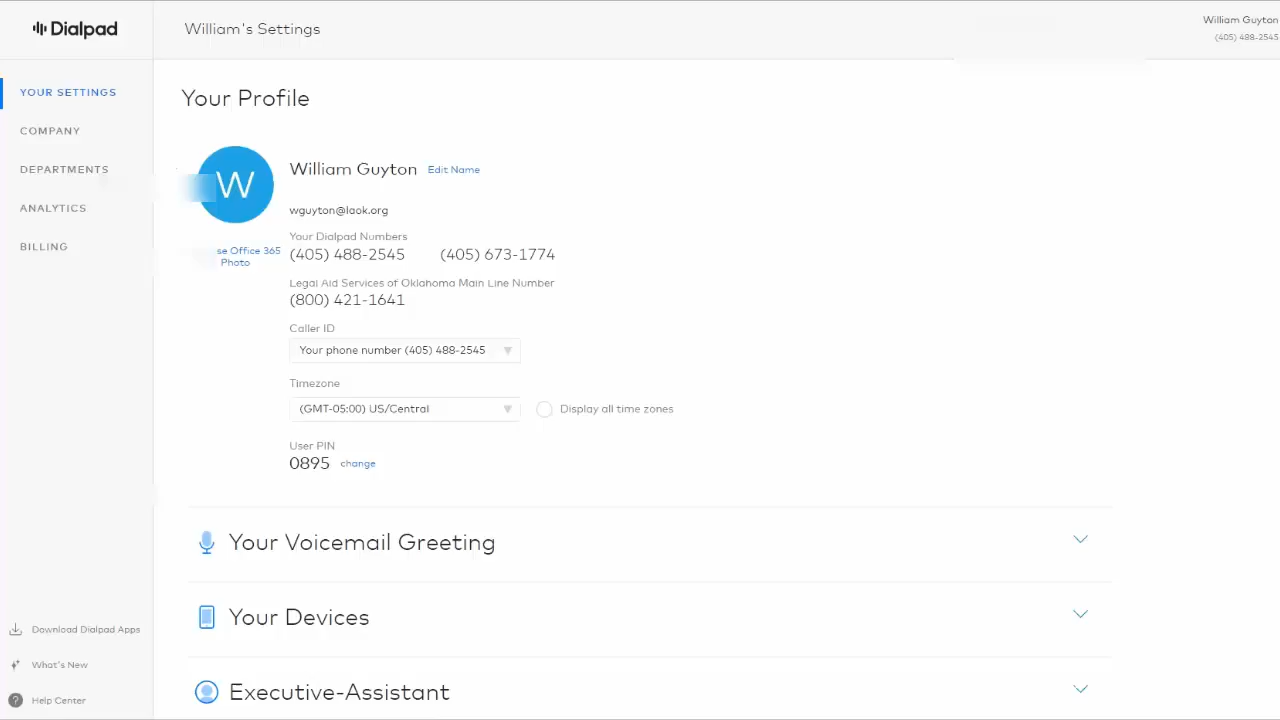 Dialpad
William's Settings
William Guyton
(405) 488-2545
YOUR SETTINGS
COMPANY
DEPARTMENTS
ANALYTICS
BILLING
Download Dialpad Apps
What's New
Help Center
Your Profile
W
se Office 365
Photo
William Guyton Edit Name
wguyton@laok.org
Your Dialpad Numbers
(405) 488-2545 (405) 673-1774
Legal Aid Services of Oklahoma Main Line Number
(800) 421-1641
Caller ID
Your phone number (405) 488-2545
Timezone
(GMT-05:00) US/Central Display all time zones
User PIN
0895 change
Your Voicemail Greeting
Your Devices
Executive-Assistant